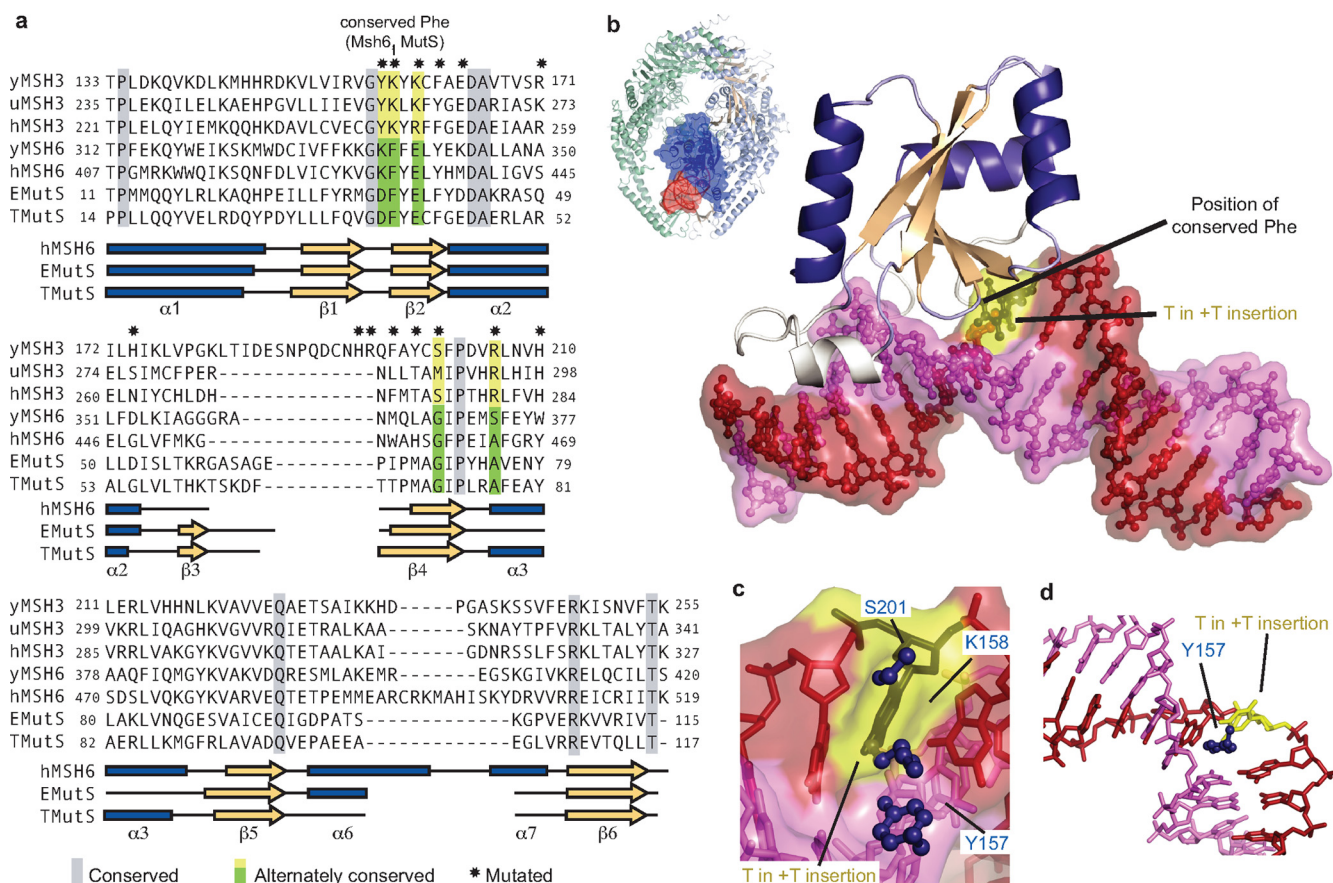 a
conserved Phe
(Msh6, MutS)
yMSH3 133 TPLDKQVKDLKMHHRDKVLVIRVGYKYKCFAEDAVTVSR 171
uMSH3 235 TPLEKQILELKAEHPGVLLIIEVGYKLKFYGEDARIASK 273
hMSH3 221 TPLELQYIEMKQQHKDAVLCVECGYKYRFFGEDAEIAAR 259
yMSH6 312 TPFEKQYWEIKSKMWDCIVFFKKGKFFELYEKDALLANA 350
hMSH6 407 TPGMRKWWQIKSQNFDLVICYKVGKFYELYHMDALIGVS 445
EMutS 11 TPMMQQYLRLKAQHPEILLFYRMGDFYELFYDDAKRASQ 49
TMutS 14 PPLLQQYVELRDQYPDYLLLFQVGDFYECFGEDAERLAR 52
hMSH6
EMutS
TMutS
α1 β1 β2 α2
yMSH3 172 ILHIKLVPGKLTIDESNPQDCNHRQFAYCSFPDVRLNVH 210
uMSH3 274 ELSIMCFPER------------NLLTAMIPVHRLHIH 298
hMSH3 260 ELNIYCHLDH------------NFMTASIPTHRLFVH 284
yMSH6 351 LFDLKIAGGGRA----------NMQLAGIPEMSFEYW 377
hMSH6 446 ELGLVFMKG-------------NWAHSGFPEIAFGRY 469
EMutS 50 LLDISLTKRGASAGE--------PIPMAGIPYHAVENY 79
TMutS 53 ALGLVLTHKTSKDF---------TTPMAGIPLRAFEAY 81
hMSH6
EMutS
TMutS
α2 β3 β4 α3
yMSH3 211 LERLVHHNLKVAVVEQAETSAIKKHD-----PGASKSSVFERKISNVFTK 255
uMSH3 299 VKRLIQAGHKVGVVRQIETRALKAA-------SKNAYTPFVRKLTALYTA 341
hMSH3 285 VRRLVAKGYKVGVVKQTETAALKAI-------GDNRSSLFSRKLTALYTK 327
yMSH6 378 AAQFIQMGYKVAKVDQRESMLAKEMR------EGSKGIVKRELQCILTS 420
hMSH6 470 SDSLVQKGYKVARVEQTETPEMMEARCRKMAHISKYDRVVRREICRIITK 519
EMutS 80 LAKLVNQGESVAICEQIGDPATS------------KGPVERKVVRIVT- 115
TMutS 82 AERLLKMGFRLAVADQVEPAEEA------------EGLVRREVTQLLT- 117
hMSH6
EMutS
TMutS
α3 β5 α6 α7 β6
Conserved Alternately conserved * Mutated
b
Position of
conserved Phe
T in +T insertion
c
S201
K158
Y157
T in +T insertion
d
T in +T insertion
Y157